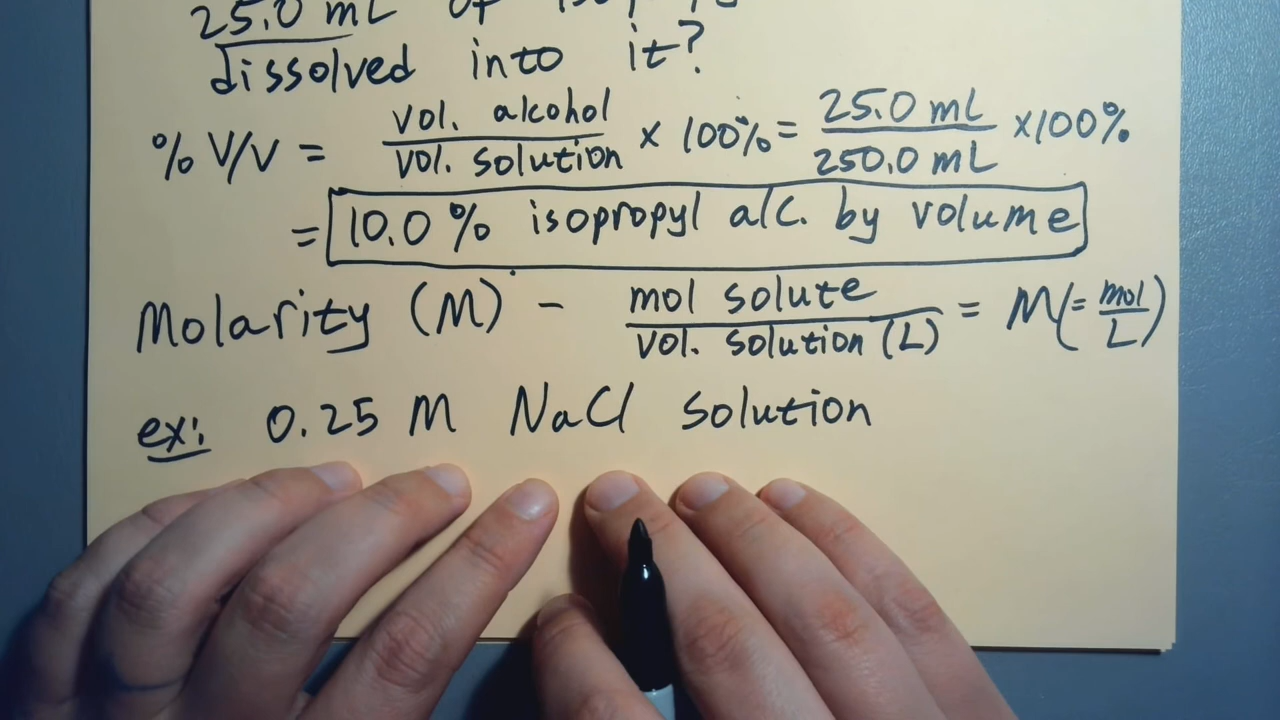 25.0 mL of
dissolved into it?
% V/V = vol. alcohol / vol. solution × 100% = 25.0 mL / 250.0 mL ×100%
= 10.0% isopropyl alc. by volume
Molarity (M) - mol solute / vol. solution (L) = M (= mol / L)
ex: 0.25 M NaCl solution